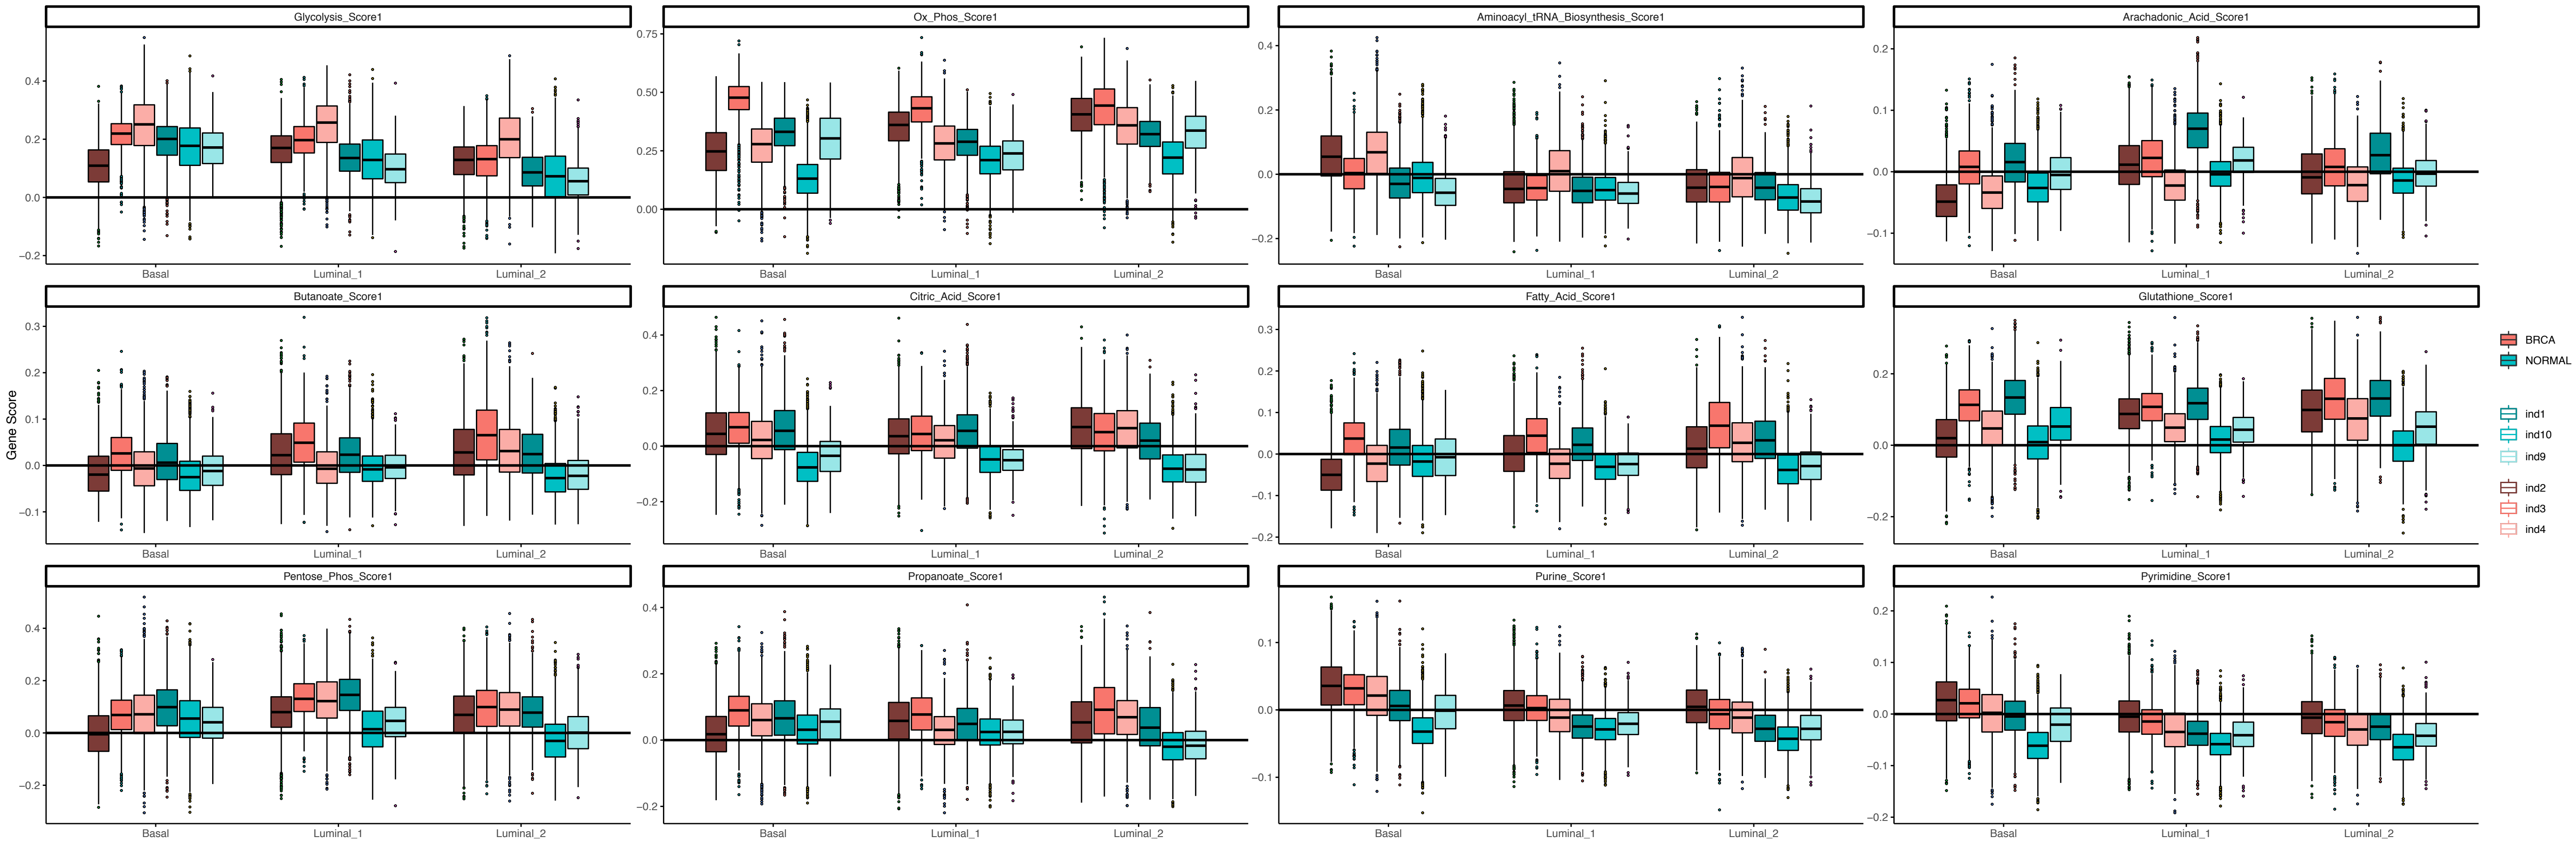 Glycolysis_Score1
Ox_Phos_Score1
Aminoacyl_tRNA_Biosynthesis_Score1
Arachadonic_Acid_Score1
0.4
0.2
0.0
−0.2
0.75
0.50
0.25
0.00
0.4
0.2
0.0
−0.2
0.2
0.1
0.0
−0.1
Basal Luminal_1 Luminal_2
Basal Luminal_1 Luminal_2
Basal Luminal_1 Luminal_2
Basal Luminal_1 Luminal_2
Gene Score
Butanoate_Score1
Citric_Acid_Score1
Fatty_Acid_Score1
Glutathione_Score1
0.3
0.2
0.1
0.0
−0.1
0.4
0.2
0.0
−0.2
0.3
0.2
0.1
0.0
−0.1
−0.2
0.2
0.0
−0.2
Basal Luminal_1 Luminal_2
Basal Luminal_1 Luminal_2
Basal Luminal_1 Luminal_2
Basal Luminal_1 Luminal_2
Pentose_Phos_Score1
Propanoate_Score1
Purine_Score1
Pyrimidine_Score1
0.4
0.2
0.0
−0.2
0.4
0.2
0.0
−0.2
0.1
0.0
−0.1
0.2
0.1
0.0
−0.1
−0.2
Basal Luminal_1 Luminal_2
Basal Luminal_1 Luminal_2
Basal Luminal_1 Luminal_2
Basal Luminal_1 Luminal_2
BRCA
NORMAL
ind1
ind10
ind9
ind2
ind3
ind4